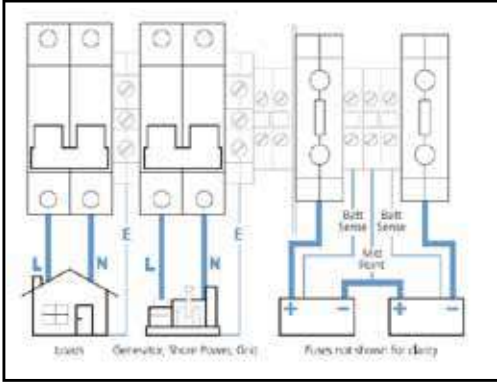 Batt Sense
Batt Sense
Mid Point
E
E
L
N
L
N
+
−
+
−
Loads
Generator, Shore Power, Grid
Fuses not shown for clarity